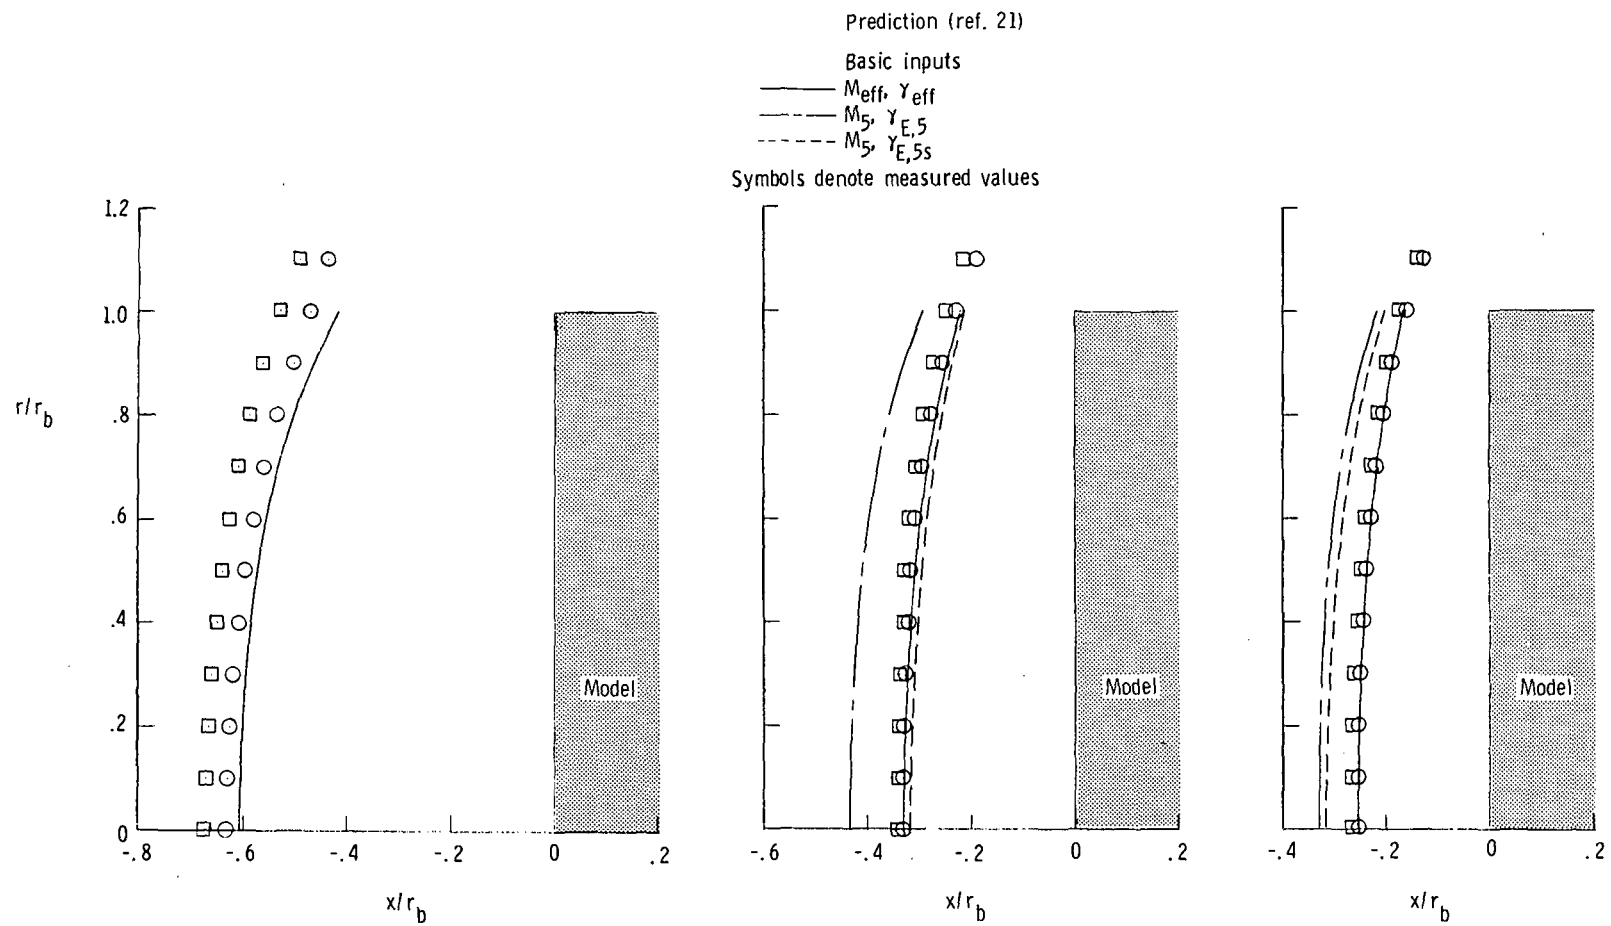 Prediction (ref. 21)
Basic inputs
Meff, γeff
M5, γE,5
M5, γE,5s
Symbols denote measured values
1.2
1.0
.8
.6
.4
.2
0
r/rb
Model
Model
Model
-.8 -.6 -.4 -.2 0 .2
-.6 -.4 -.2 0 .2
-.4 -.2 0 .2
x/rb
x/rb
x/rb